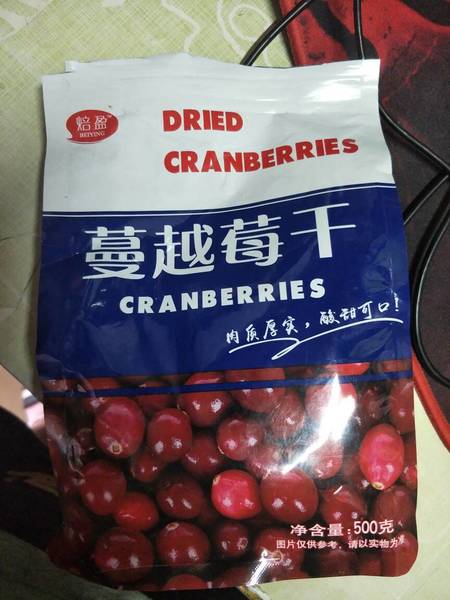 焙盈
BEIYING
DRIED
CRANBERRIES
蔓越莓干
CRANBERRIES
肉质厚实，酸甜可口！
净含量:500克
图片仅供参考，请以实物为